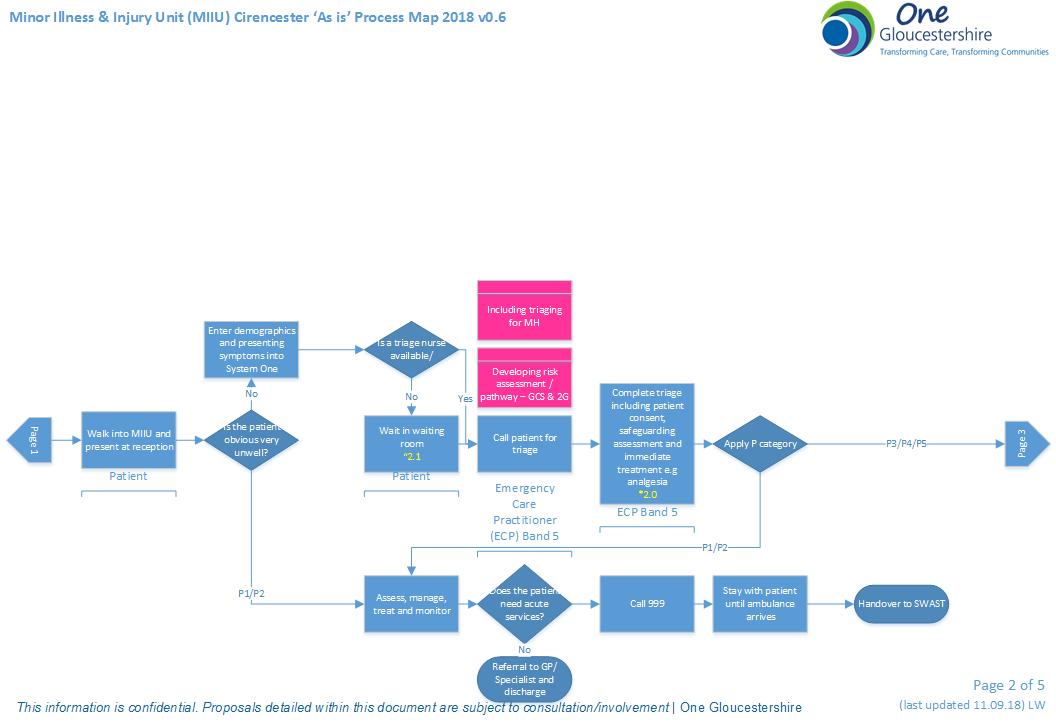 Minor Illness & Injury Unit (MIIU) Cirencester ‘As is’ Process Map 2018 v0.6
One
Gloucestershire
Transforming Care, Transforming Communities
Including triaging
for MH
Developing risk
assessment /
pathway – GCS & 2G
Enter demographics
and presenting
symptoms into
System One
Is a triage nurse
available/
No
No
Yes
Page 1
Walk into MIIU and
present at reception
Patient
Is the patient
obvious very
unwell?
Wait in waiting
room
*2.1
Patient
Call patient for
triage
Emergency
Care
Practitioner
(ECP) Band 5
Complete triage
including patient
consent,
safeguarding
assessment and
immediate
treatment e.g
analgesia
*2.0
ECP Band 5
Apply P category
P3/P4/P5
Page 3
P1/P2
P1/P2
Assess, manage,
treat and monitor
Does the patient
need acute
services?
Call 999
Stay with patient
until ambulance
arrives
Handover to SWAST
No
Referral to GP/
Specialist and
discharge
Page 2 of 5
(last updated 11.09.18) LW
This information is confidential. Proposals detailed within this document are subject to consultation/involvement | One Gloucestershire